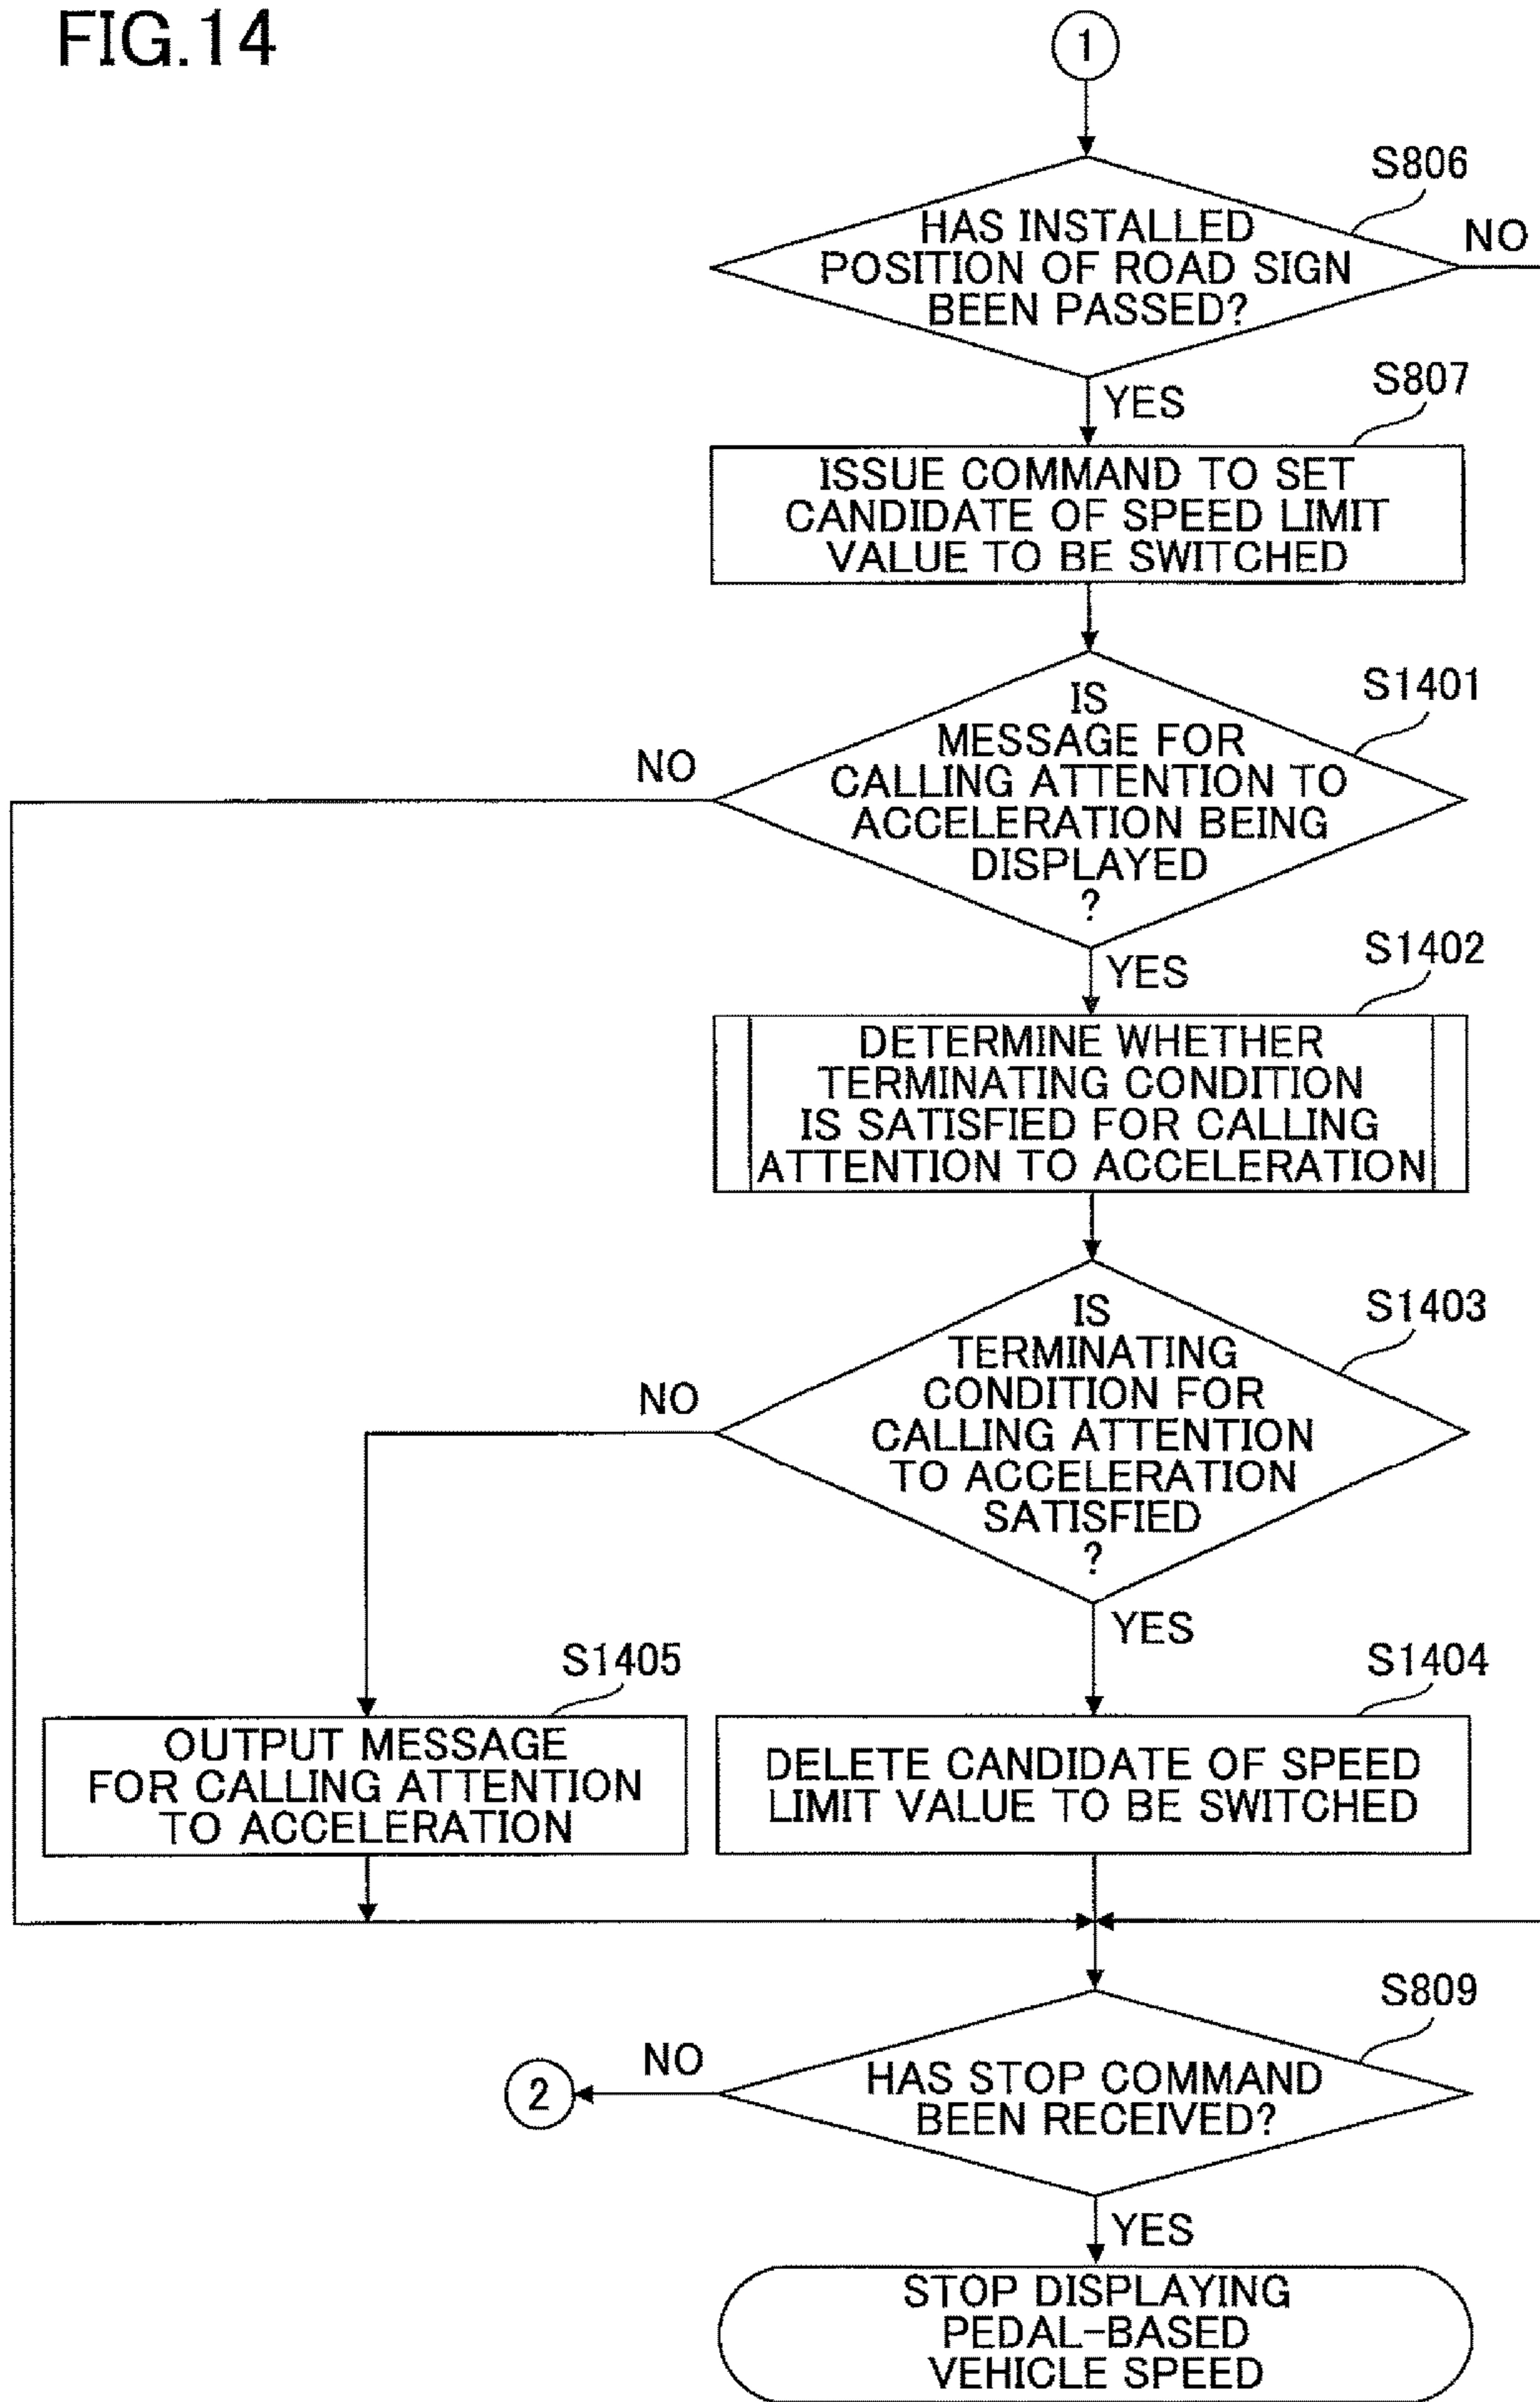 FIG.14
1
S806
HAS INSTALLED
POSITION OF ROAD SIGN
BEEN PASSED?
NO
YES
S807
ISSUE COMMAND TO SET
CANDIDATE OF SPEED LIMIT
VALUE TO BE SWITCHED
S1401
IS
MESSAGE FOR
CALLING ATTENTION TO
ACCELERATION BEING
DISPLAYED
?
NO
YES
S1402
DETERMINE WHETHER
TERMINATING CONDITION
IS SATISFIED FOR CALLING
ATTENTION TO ACCELERATION
S1403
IS
TERMINATING
CONDITION FOR
CALLING ATTENTION
TO ACCELERATION
SATISFIED
?
NO
YES
S1405
OUTPUT MESSAGE
FOR CALLING ATTENTION
TO ACCELERATION
S1404
DELETE CANDIDATE OF SPEED
LIMIT VALUE TO BE SWITCHED
S809
HAS STOP COMMAND
BEEN RECEIVED?
NO
2
YES
STOP DISPLAYING
PEDAL-BASED
VEHICLE SPEED